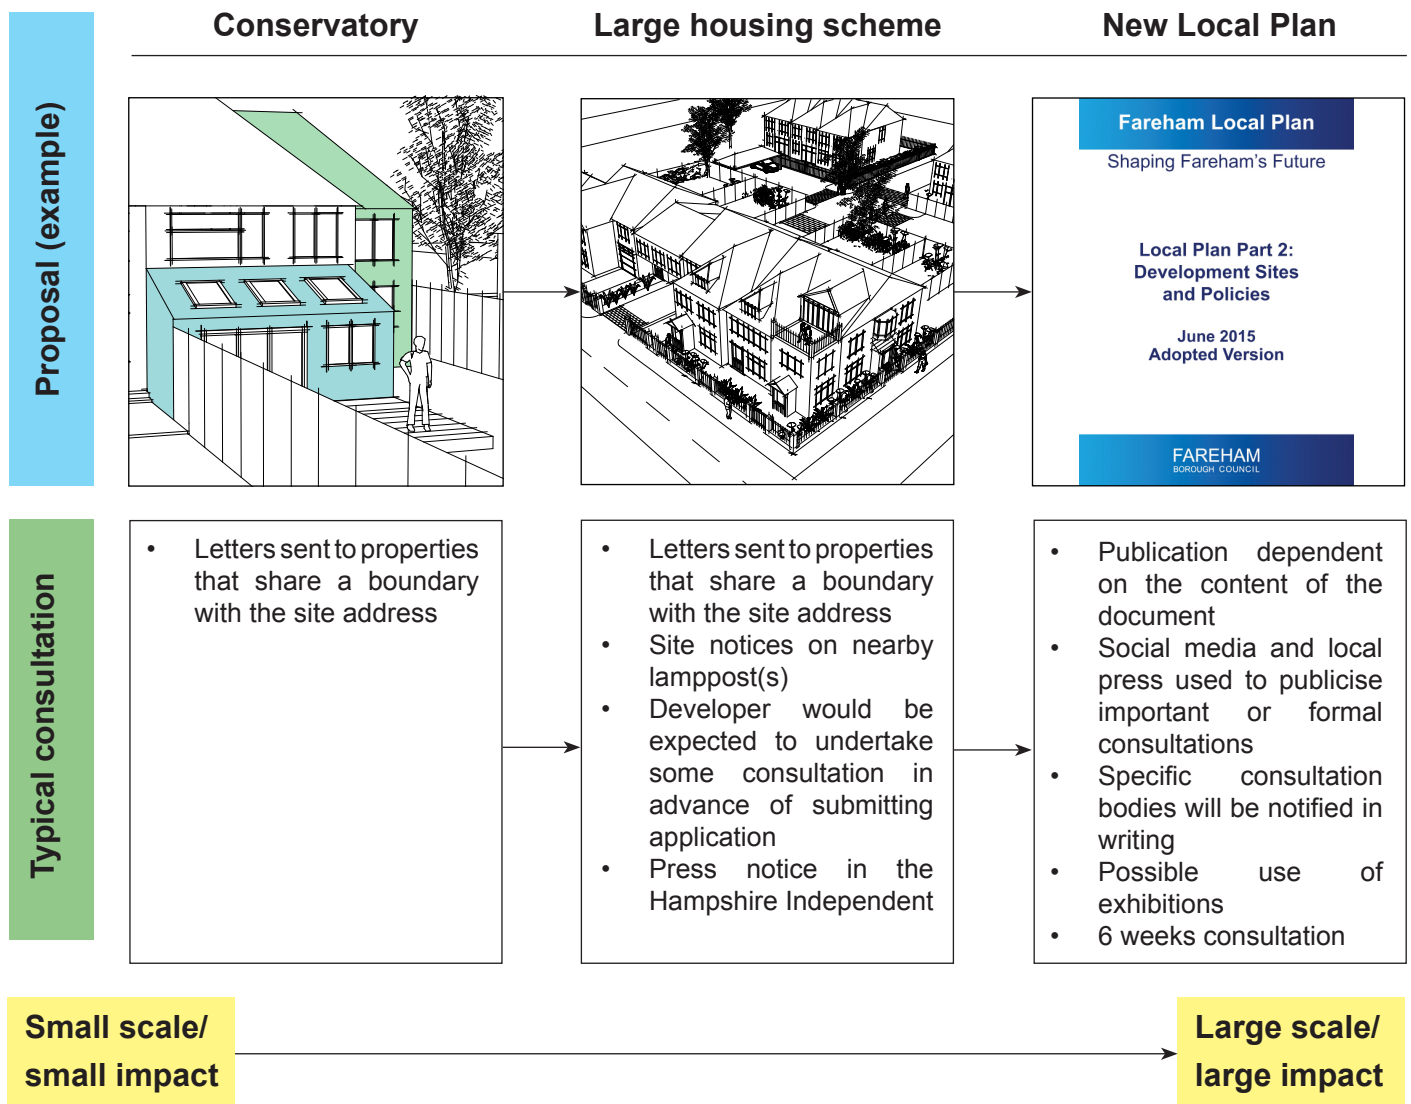 Conservatory
Large housing scheme
New Local Plan
Proposal (example)
Fareham Local Plan
Shaping Fareham's Future
Local Plan Part 2:
Development Sites
and Policies
June 2015
Adopted Version
FAREHAM
BOROUGH COUNCIL
Typical consultation
• Letters sent to properties
that share a boundary
with the site address
• Letters sent to properties
that share a boundary
with the site address
• Site notices on nearby
lamppost(s)
• Developer would be
expected to undertake
some consultation in
advance of submitting
application
• Press notice in the
Hampshire Independent
• Publication dependent
on the content of the
document
• Social media and local
press used to publicise
important or formal
consultations
• Specific consultation
bodies will be notified in
writing
• Possible use of
exhibitions
• 6 weeks consultation
Small scale/
small impact
Large scale/
large impact